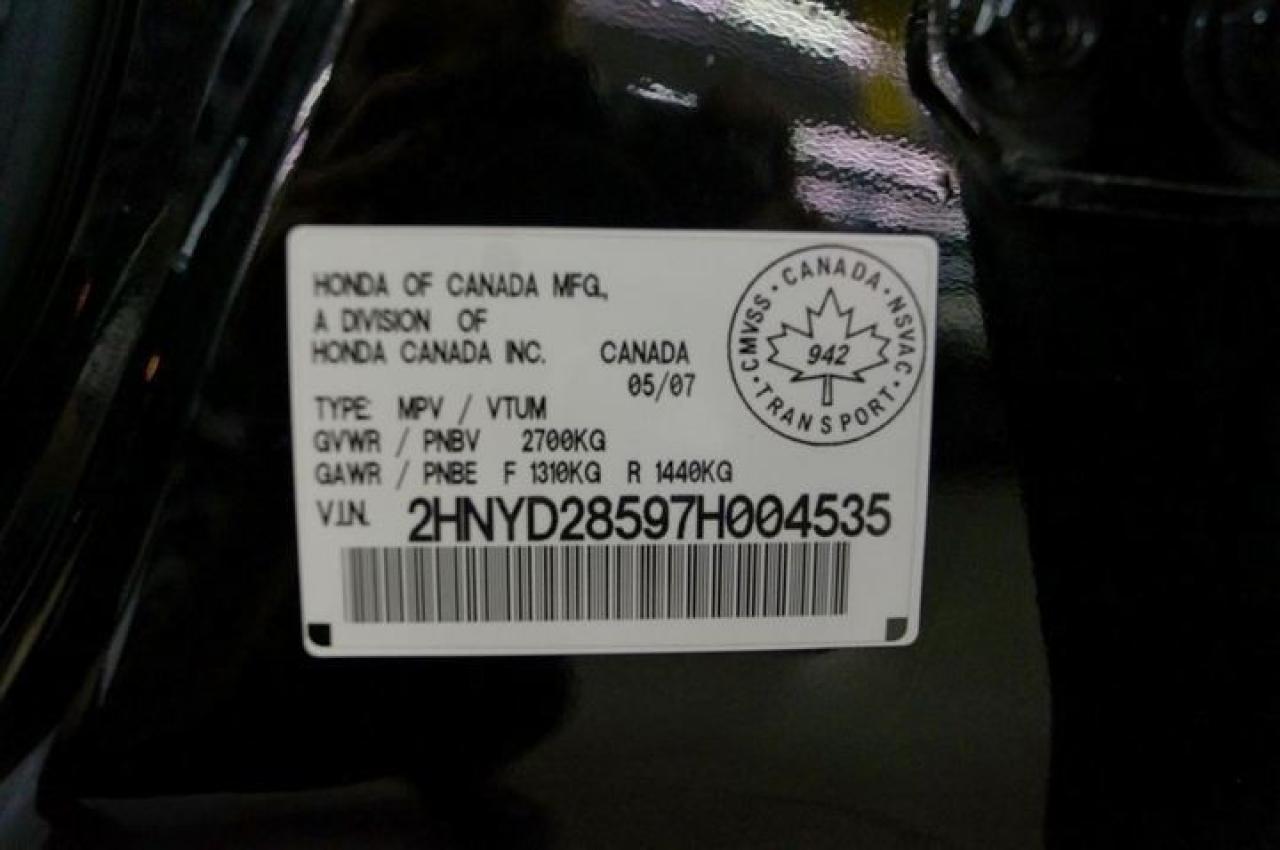 HONDA OF CANADA MFG.,
A DIVISION OF
HONDA CANADA INC. CANADA
05/07
TYPE: MPV / VTUM
GVWR / PNBV 2700KG
GAWR / PNBE F 1310KG R 1440KG
V.I.N. 2HNYD28597H004535
CANADA · NSVAC · TRANSPORT · CMVSS ·
942